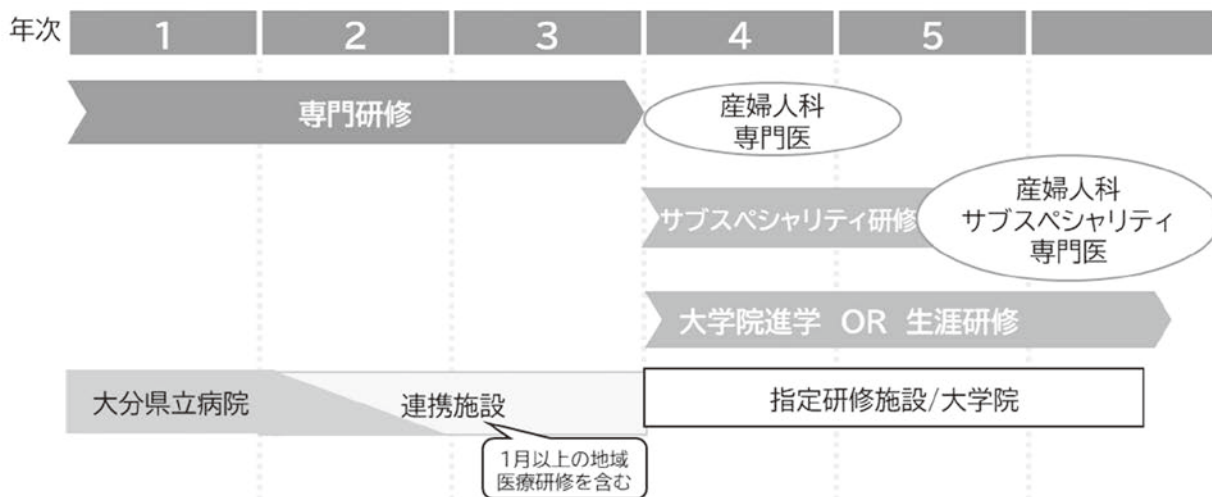 年次 1 2 3 4 5
専門研修
産婦人科
専門医
サブスペシャリティ研修
産婦人科
サブスペシャリティ
専門医
大学院進学 OR 生涯研修
大分県立病院
連携施設
指定研修施設/大学院
1月以上の地域
医療研修を含む